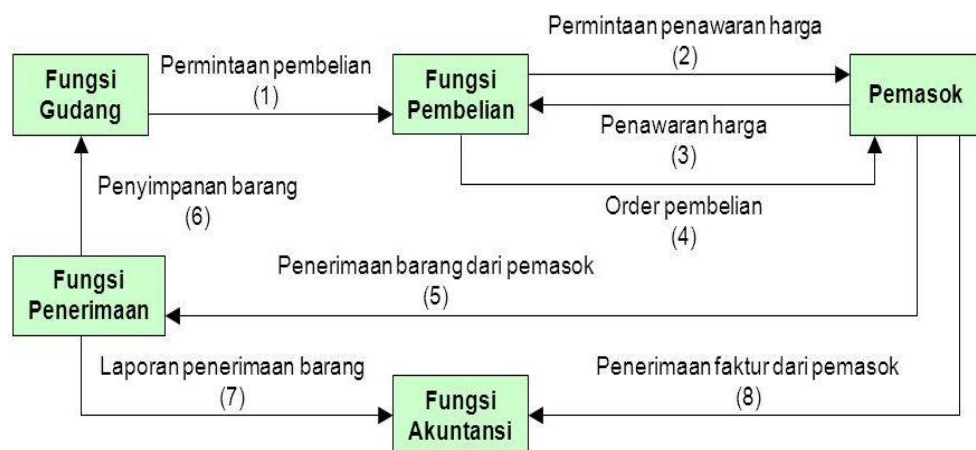 Permintaan penawaran harga
(2)
Fungsi
Gudang
Permintaan pembelian
(1)
Fungsi
Pembelian
Pemasok
Penawaran harga
(3)
Penyimpanan barang
(6)
Order pembelian
(4)
Fungsi
Penerimaan
Penerimaan barang dari pemasok
(5)
Laporan penerimaan barang
(7)
Fungsi
Akuntansi
Penerimaan faktur dari pemasok
(8)